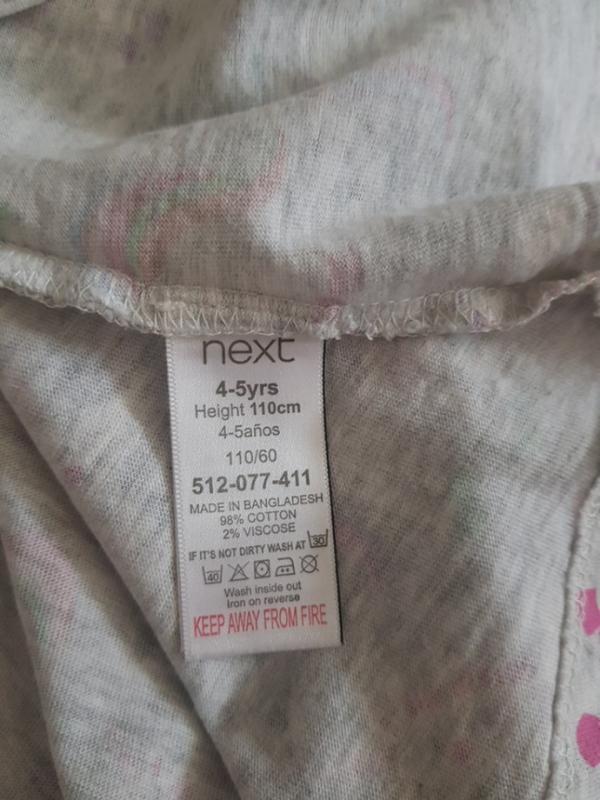 next
4-5yrs
Height 110cm
4-5años
110/60
512-077-411
MADE IN BANGLADESH
98% COTTON
2% VISCOSE
IF IT'S NOT DIRTY WASH AT 30
40
Wash inside out
Iron on reverse
KEEP AWAY FROM FIRE